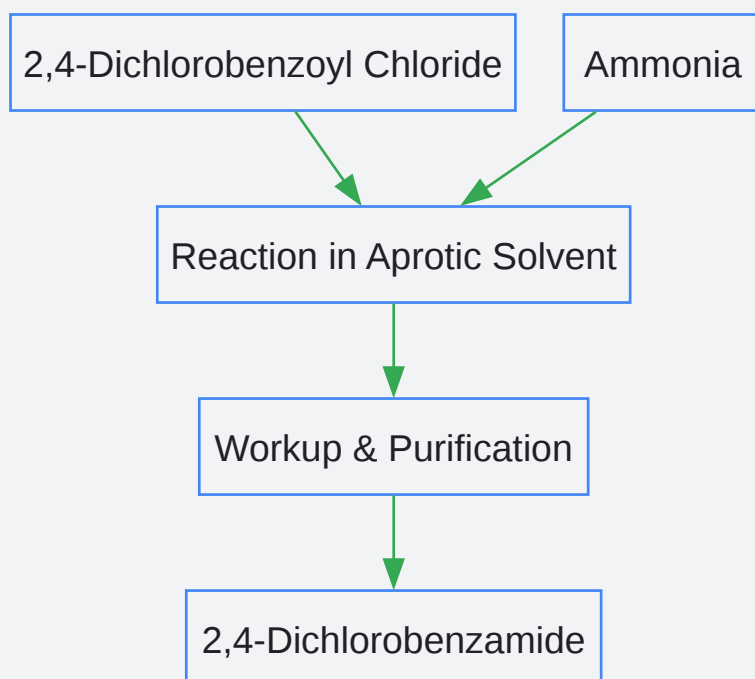 2,4-Dichlorobenzoyl Chloride
Ammonia
Reaction in Aprotic Solvent
Workup & Purification
2,4-Dichlorobenzamide